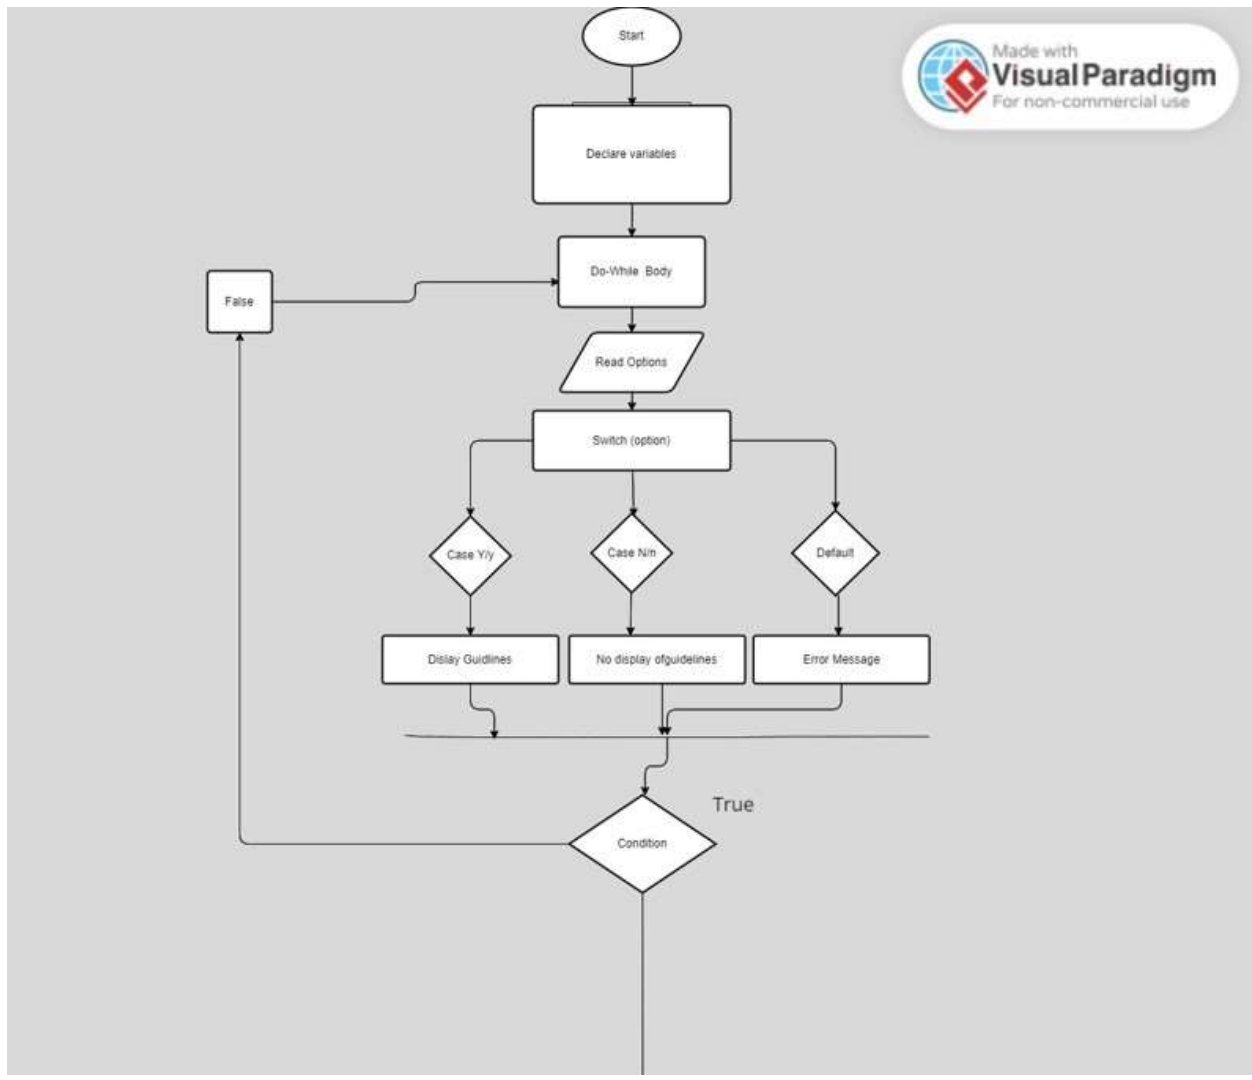 Start
Made with
Visual Paradigm
For non-commercial use
Declare variables
Do-While Body
False
Read Options
Switch (option)
Case Y/y
Case N/n
Default
Dislay Guidlines
No display ofguidelines
Error Message
True
Condition